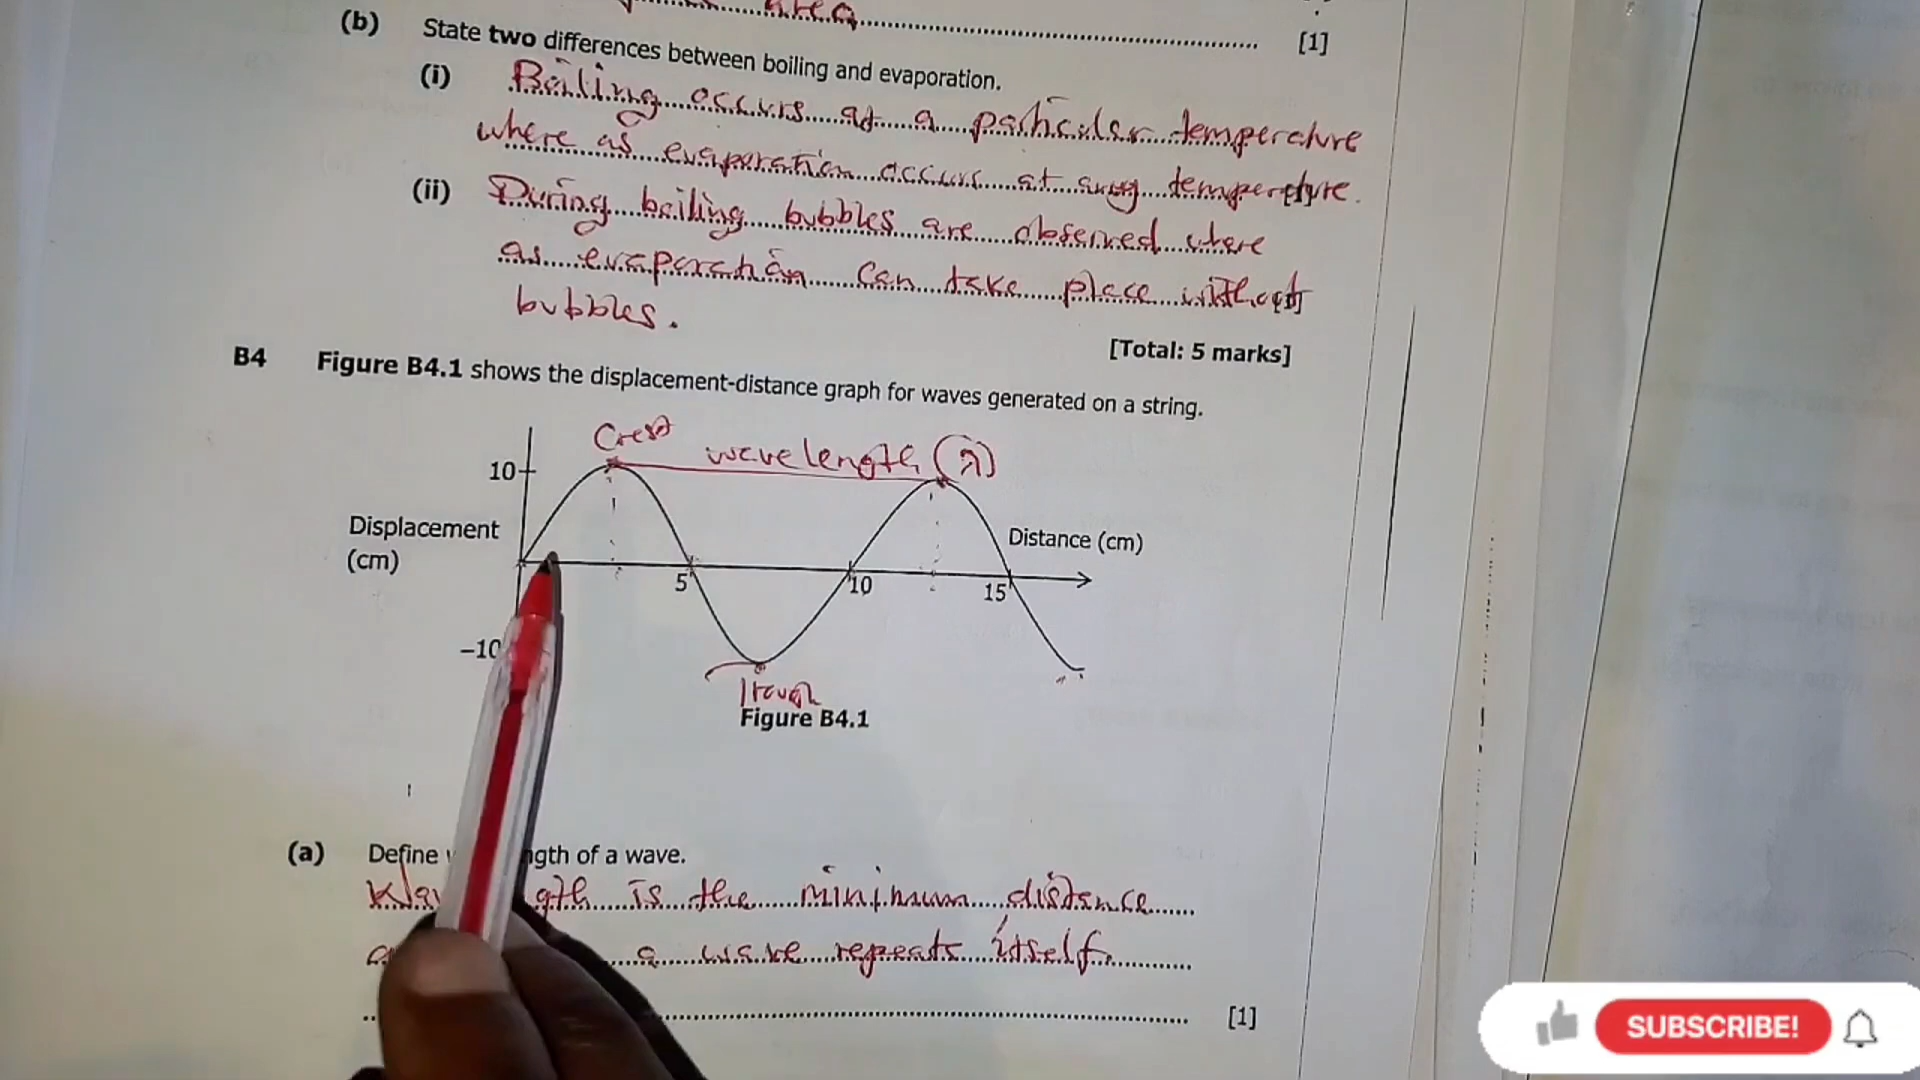 area
[1]
(b) State two differences between boiling and evaporation.
(i) Boiling occurs at a particular temperature
where as evaporation occurs at any temperature.
(ii) During boiling bubbles are observed where
as evaporation can take place without
bubbles.
[Total: 5 marks]
B4 Figure B4.1 shows the displacement-distance graph for waves generated on a string.
Crest wavelength (λ)
10
Displacement
(cm)
Distance (cm)
5 10 15
-10
Trough
Figure B4.1
(a) Define gth of a wave.
gth is the minimum distance
a wave repeats itself.
[1]
SUBSCRIBE!